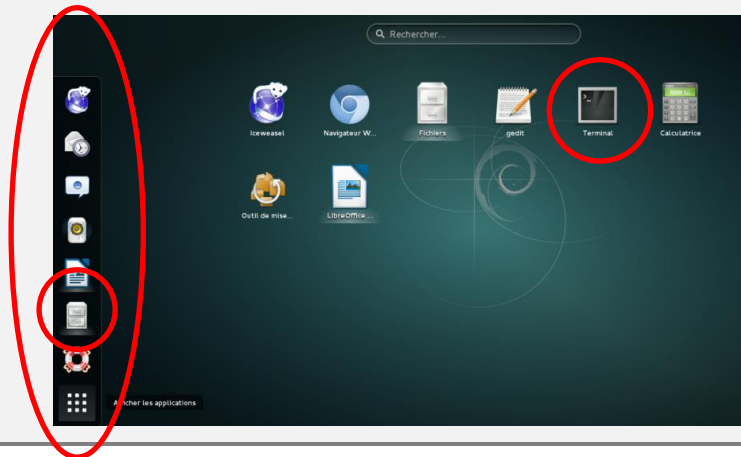 Rechercher...
Iceweasel
Navigateur W...
Fichiers
gedit
Terminal
Calculatrice
Outil de mise...
LibreOffice ...
Afficher les applications